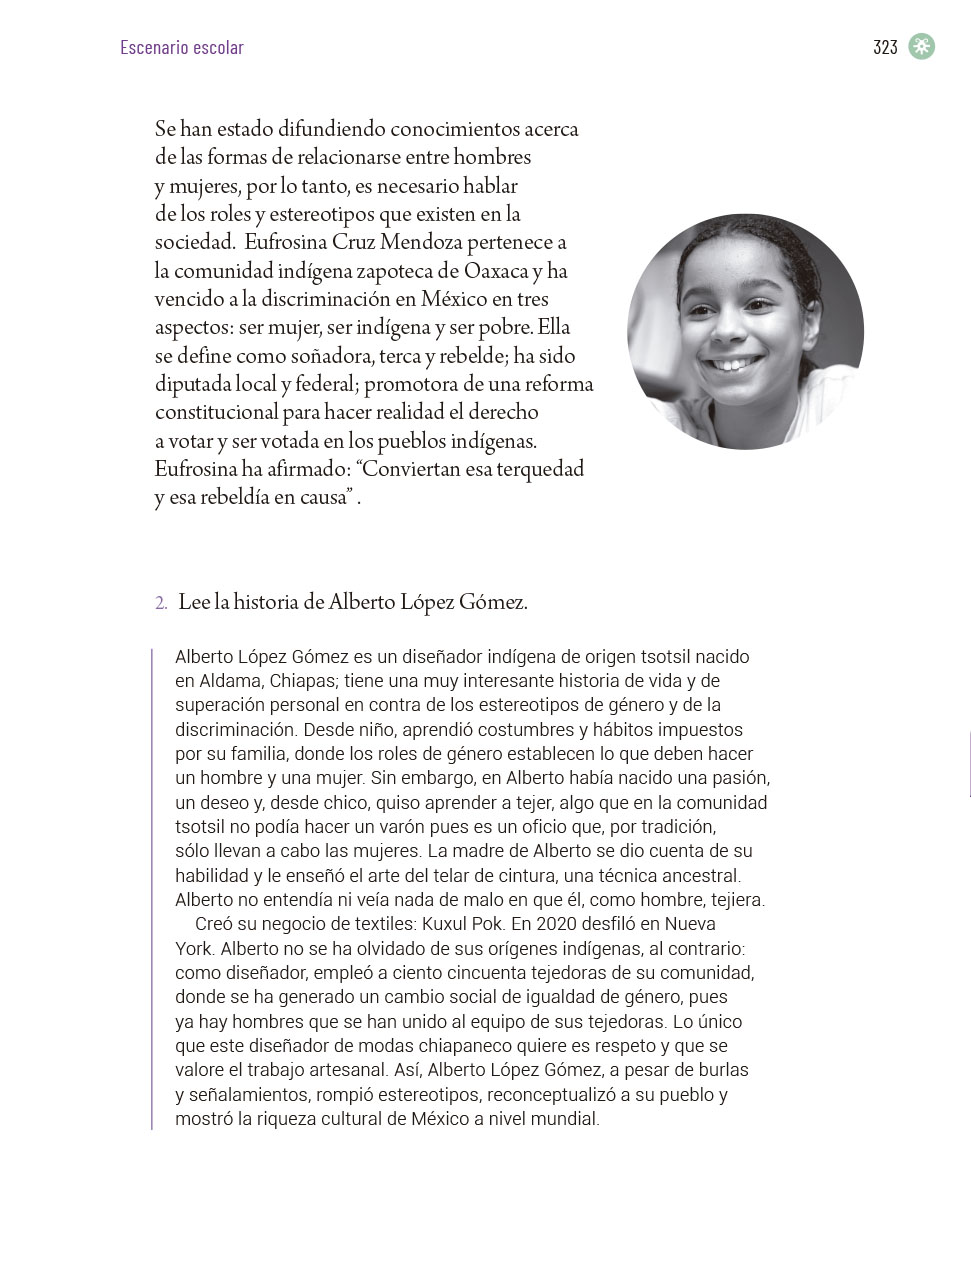 Escenario escolar
323
Se han estado difundiendo conocimientos acerca
de las formas de relacionarse entre hombres
y mujeres, por lo tanto, es necesario hablar
de los roles y estereotipos que existen en la
sociedad. Eufrosina Cruz Mendoza pertenece a
la comunidad indígena zapoteca de Oaxaca y ha
vencido a la discriminación en México en tres
aspectos: ser mujer, ser indígena y ser pobre. Ella
se define como soñadora, terca y rebelde; ha sido
diputada local y federal; promotora de una reforma
constitucional para hacer realidad el derecho
a votar y ser votada en los pueblos indígenas.
Eufrosina ha afirmado: “Conviertan esa terquedad
y esa rebeldía en causa” .
2. Lee la historia de Alberto López Gómez.
Alberto López Gómez es un diseñador indígena de origen tsotsil nacido
en Aldama, Chiapas; tiene una muy interesante historia de vida y de
superación personal en contra de los estereotipos de género y de la
discriminación. Desde niño, aprendió costumbres y hábitos impuestos
por su familia, donde los roles de género establecen lo que deben hacer
un hombre y una mujer. Sin embargo, en Alberto había nacido una pasión,
un deseo y, desde chico, quiso aprender a tejer, algo que en la comunidad
tsotsil no podía hacer un varón pues es un oficio que, por tradición,
sólo llevan a cabo las mujeres. La madre de Alberto se dio cuenta de su
habilidad y le enseñó el arte del telar de cintura, una técnica ancestral.
Alberto no entendía ni veía nada de malo en que él, como hombre, tejiera.
Creó su negocio de textiles: Kuxul Pok. En 2020 desfiló en Nueva
York. Alberto no se ha olvidado de sus orígenes indígenas, al contrario:
como diseñador, empleó a ciento cincuenta tejedoras de su comunidad,
donde se ha generado un cambio social de igualdad de género, pues
ya hay hombres que se han unido al equipo de sus tejedoras. Lo único
que este diseñador de modas chiapaneco quiere es respeto y que se
valore el trabajo artesanal. Así, Alberto López Gómez, a pesar de burlas
y señalamientos, rompió estereotipos, reconceptualizó a su pueblo y
mostró la riqueza cultural de México a nivel mundial.